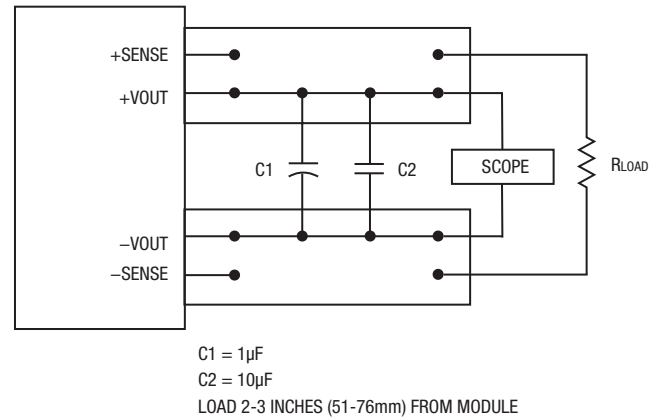 +SENSE
+VOUT
C1
C2
SCOPE
RLOAD
−VOUT
−SENSE
C1 = 1µF
C2 = 10µF
LOAD 2-3 INCHES (51-76mm) FROM MODULE